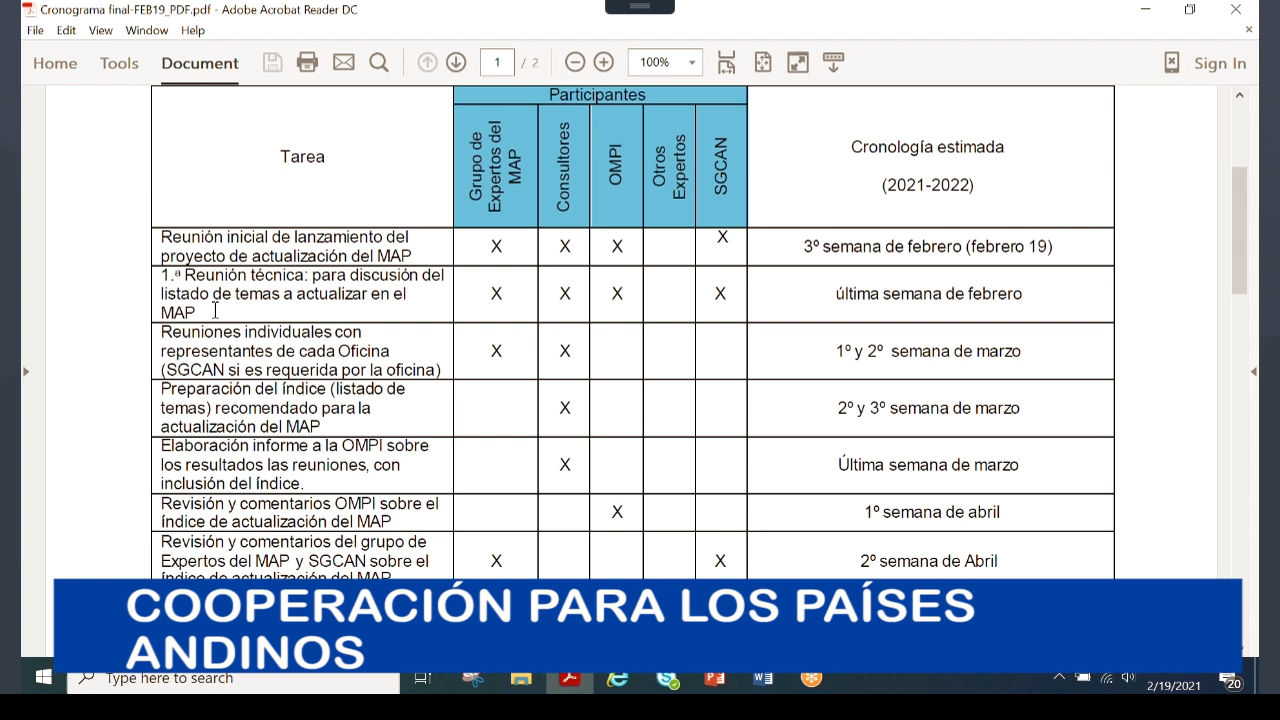 Cronograma final-FEB19_PDF.pdf - Adobe Acrobat Reader DC
File Edit View Window Help
Home Tools Document 1 / 2 100% Sign In
Participantes
Tarea
Grupo de
Expertos del
MAP
Consultores
OMPI
Otros
Expertos
SGCAN
Cronología estimada
(2021-2022)
Reunión inicial de lanzamiento del
proyecto de actualización del MAP
X X X X
3º semana de febrero (febrero 19)
1.ª Reunión técnica: para discusión del
listado de temas a actualizar en el
MAP
X X X X
última semana de febrero
Reuniones individuales con
representantes de cada Oficina
(SGCAN si es requerida por la oficina)
X X
1º y 2º semana de marzo
Preparación del índice (listado de
temas) recomendado para la
actualización del MAP
X
2º y 3º semana de marzo
Elaboración informe a la OMPI sobre
los resultados las reuniones, con
inclusión del índice.
X
Última semana de marzo
Revisión y comentarios OMPI sobre el
índice de actualización del MAP
X
1º semana de abril
Revisión y comentarios del grupo de
Expertos del MAP y SGCAN sobre el
índice de actualización del MAP
X X
2º semana de Abril
COOPERACIÓN PARA LOS PAÍSES
ANDINOS
Type here to search
2/19/2021
20